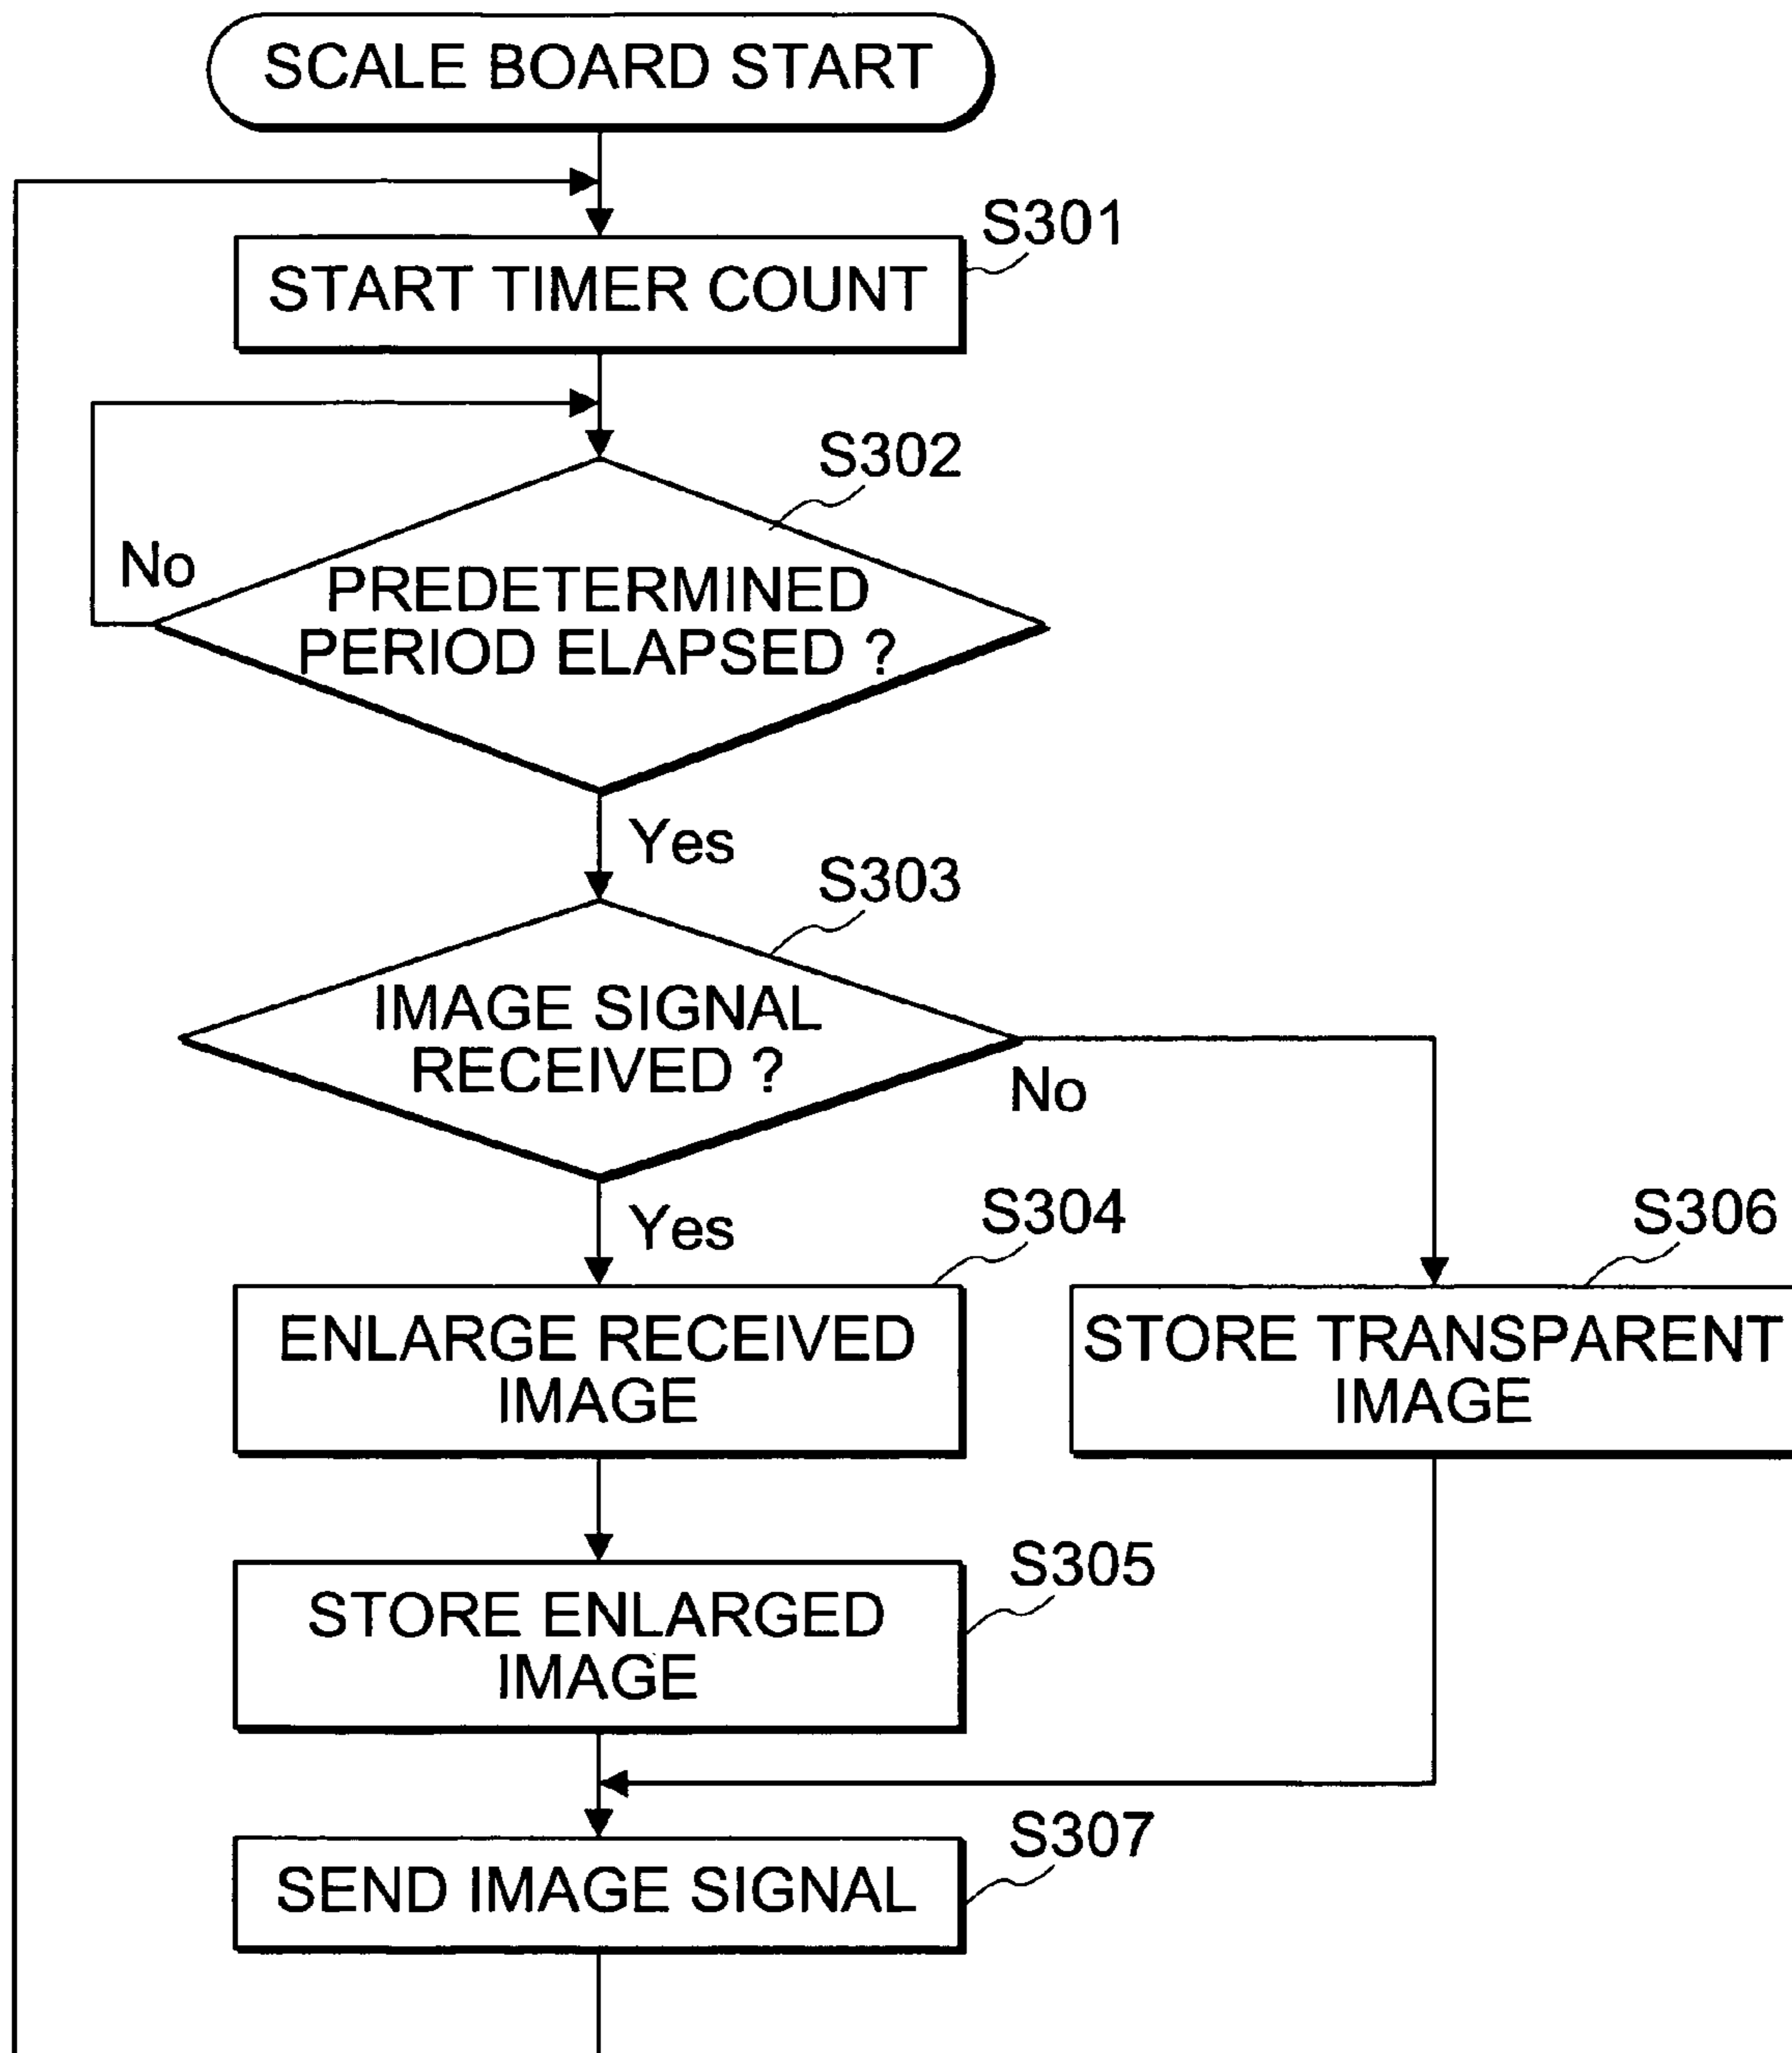 SCALE BOARD START
S301
START TIMER COUNT
S302
No
PREDETERMINED
PERIOD ELAPSED ?
Yes
S303
IMAGE SIGNAL
RECEIVED ?
No
Yes
S304
S306
ENLARGE RECEIVED
IMAGE
STORE TRANSPARENT
IMAGE
S305
STORE ENLARGED
IMAGE
S307
SEND IMAGE SIGNAL